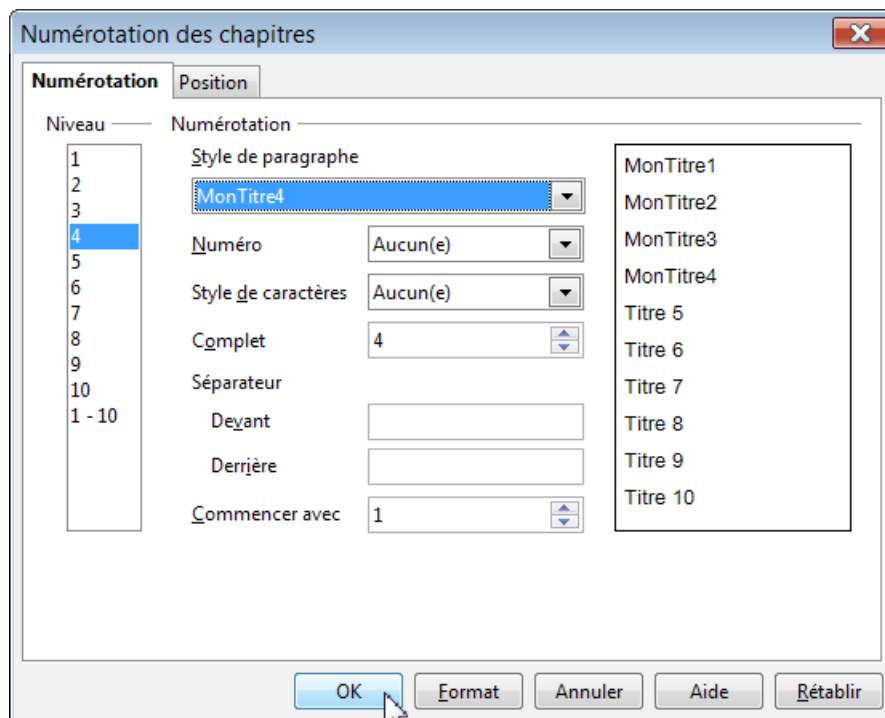 Numérotation des chapitres
Numérotation Position
Niveau
1
2
3
4
5
6
7
8
9
10
1 - 10
Numérotation
Style de paragraphe
MonTitre4
Numéro Aucun(e)
Style de caractères Aucun(e)
Complet 4
Séparateur
Devant
Derrière
Commencer avec 1
MonTitre1
MonTitre2
MonTitre3
MonTitre4
Titre 5
Titre 6
Titre 7
Titre 8
Titre 9
Titre 10
OK Format Annuler Aide Rétablir